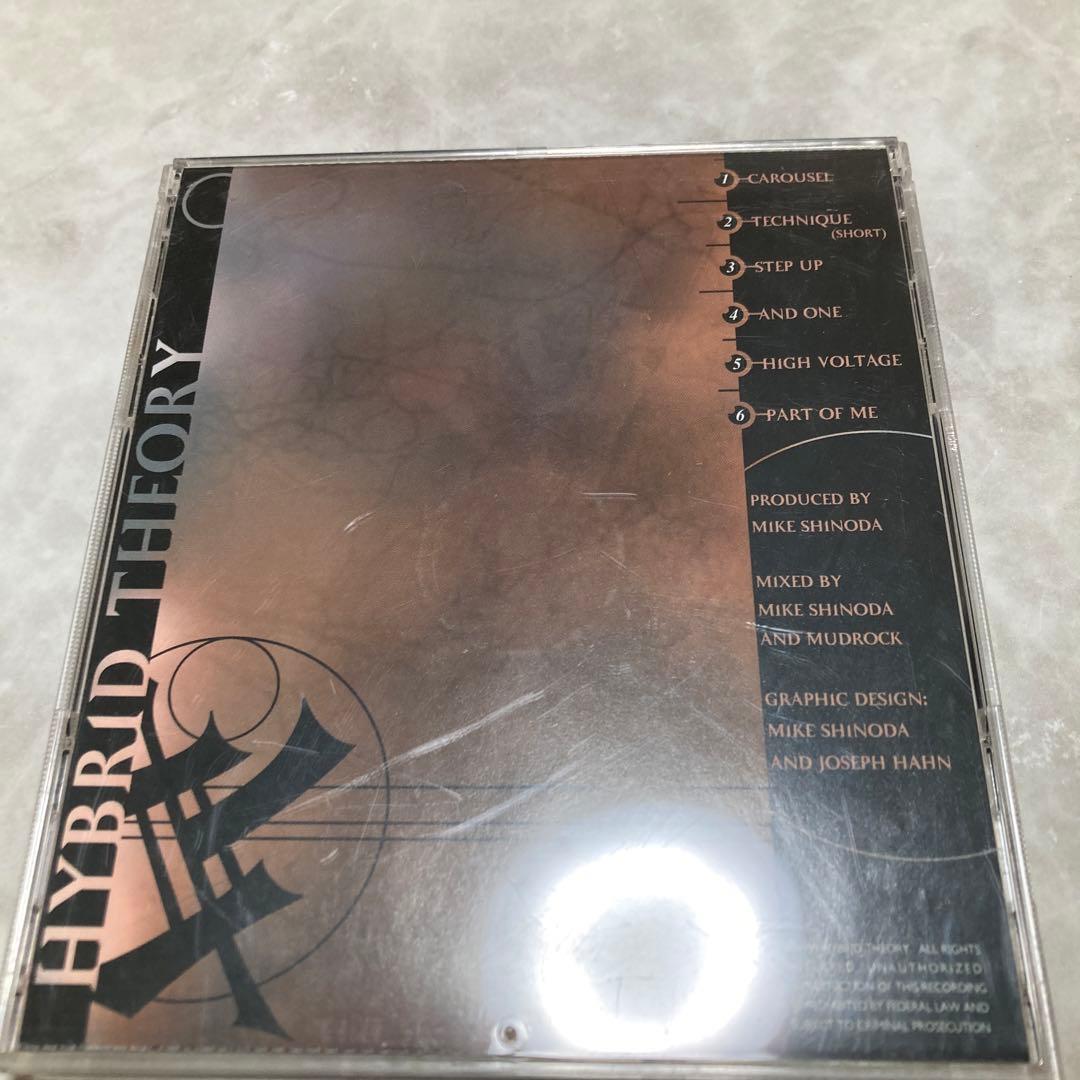 HYBRID THEORY
1 CAROUSEL
2 TECHNIQUE
(SHORT)
3 STEP UP
4 AND ONE
5 HIGH VOLTAGE
6 PART OF ME
PRODUCED BY
MIKE SHINODA
MIXED BY
MIKE SHINODA
AND MUDROCK
GRAPHIC DESIGN:
MIKE SHINODA
AND JOSEPH HAHN
THEORY ALL RIGHTS
UNAUTHORIZED
OF THIS RECORDING
BY FEDERAL LAW AND
TO CRIMINAL PROSECUTION